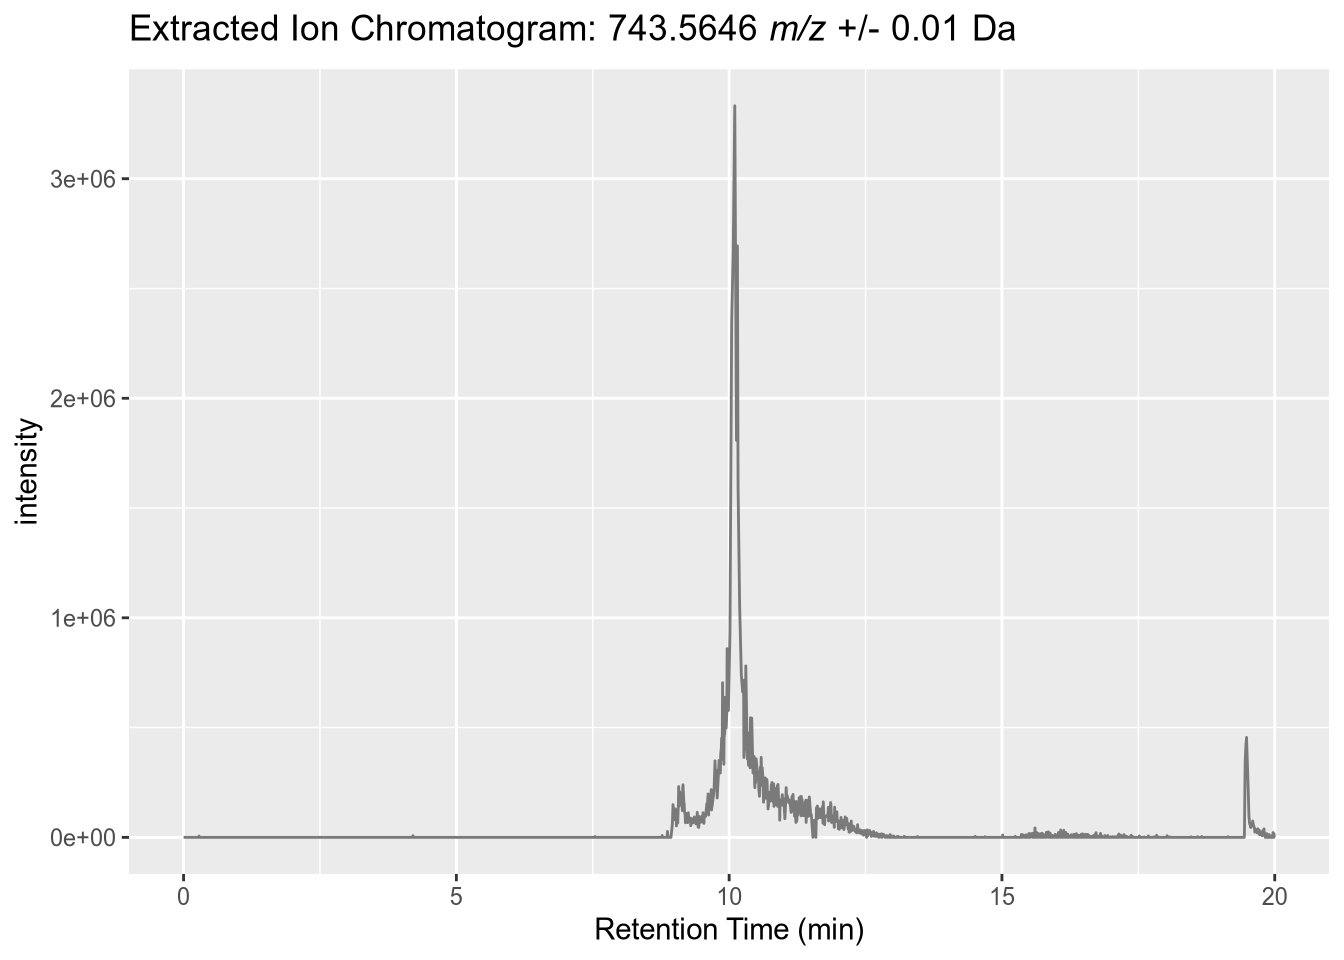 Extracted Ion Chromatogram: 743.5646 m/z +/- 0.01 Da
3e+06
2e+06
1e+06
0e+00
intensity
0 5 10 15 20
Retention Time (min)